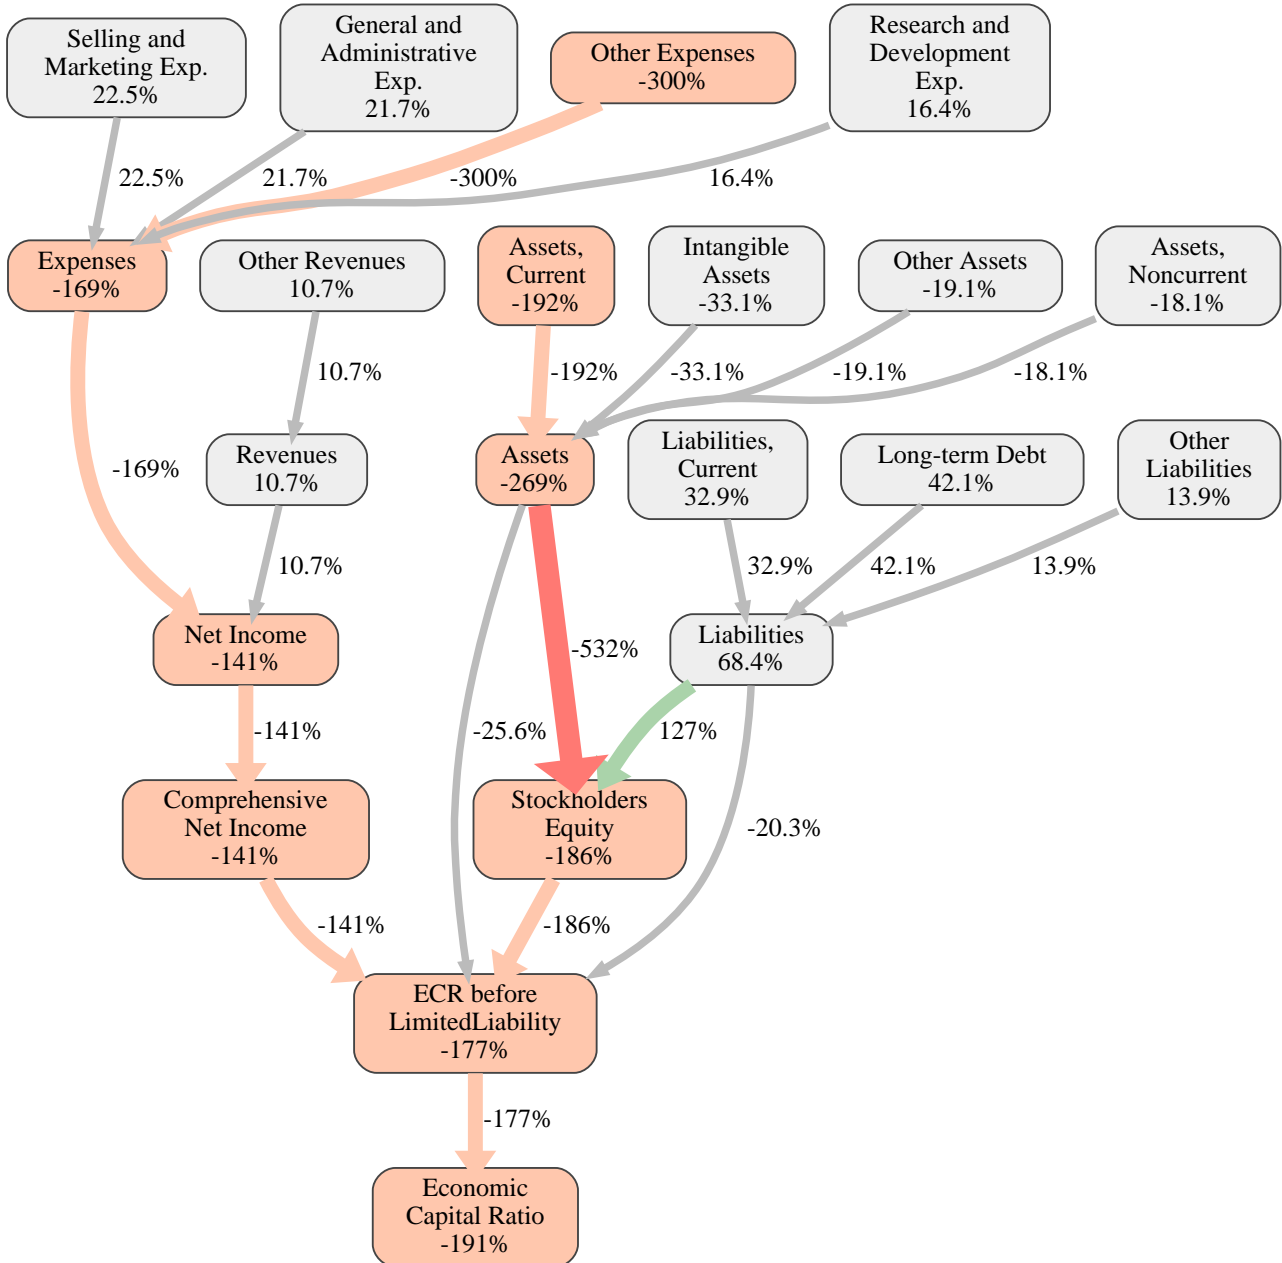 Selling and
Marketing Exp.
22.5%
General and
Administrative
Exp.
21.7%
Other Expenses
-300%
Research and
Development
Exp.
16.4%
22.5%
21.7%
-300%
16.4%
Expenses
-169%
Other Revenues
10.7%
Assets,
Current
-192%
Intangible
Assets
-33.1%
Other Assets
-19.1%
Assets,
Noncurrent
-18.1%
10.7%
-192%
-33.1%
-19.1%
-18.1%
-169%
Revenues
10.7%
Assets
-269%
Liabilities,
Current
32.9%
Long-term Debt
42.1%
Other
Liabilities
13.9%
10.7%
32.9%
42.1%
13.9%
Net Income
-141%
-532%
Liabilities
68.4%
-141%
-25.6%
127%
Comprehensive
Net Income
-141%
Stockholders
Equity
-186%
-20.3%
-141%
-186%
ECR before
LimitedLiability
-177%
-177%
Economic
Capital Ratio
-191%